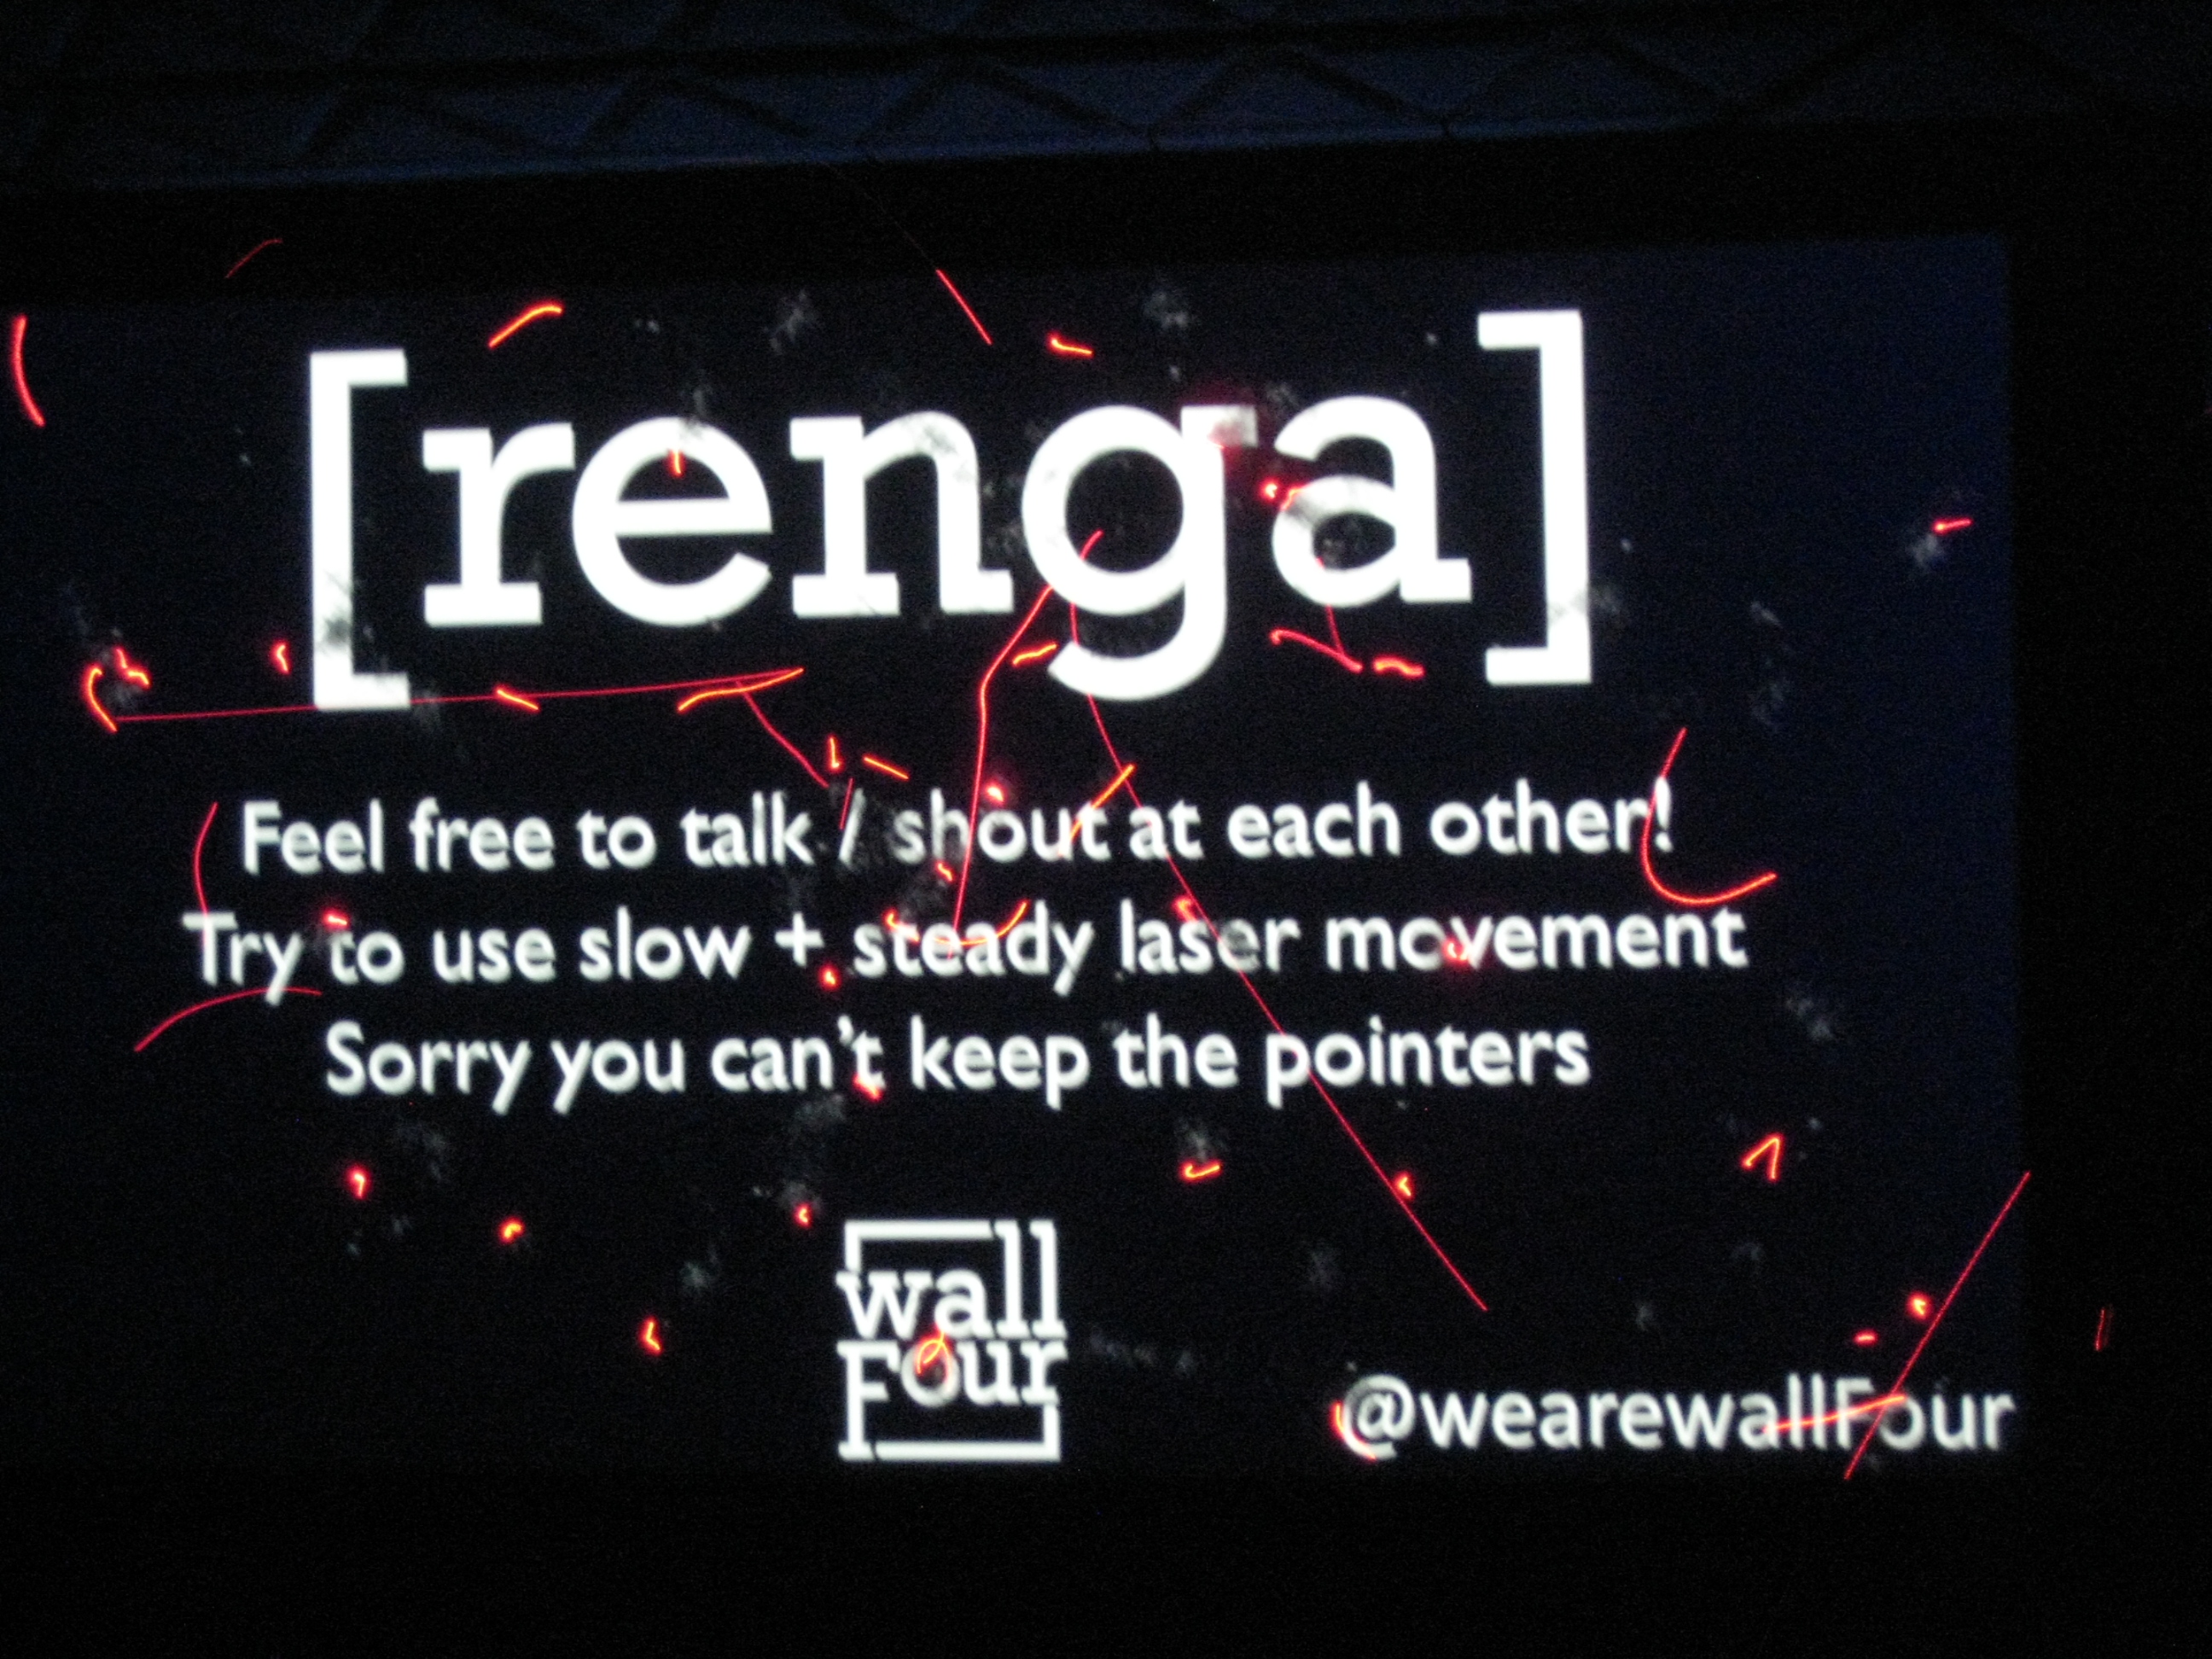 [renga]
Feel free to talk / shout at each other!
Try to use slow + steady laser movement
Sorry you can't keep the pointers
wall
Four
@wearewallFour